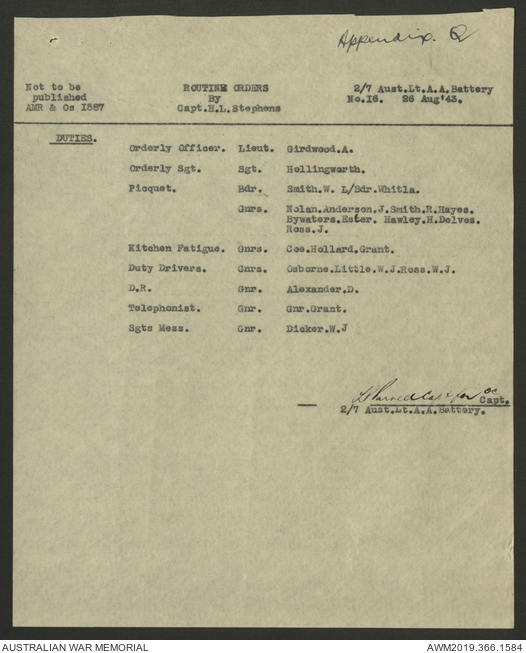 Appendix. Q
Not to be ROUTINE ORDERS 2/7 Aust.Lt.A.A.Battery
published By No.16. 26 Aug'43.
AMR & Os 1587 Capt.H.L.Stephens
DUTIES.
Orderly Officer. Lieut. Girdwood.A.
Orderly Sgt. Sgt. Hollingworth.
Picquet. Bdr. Smith.W. L/Bdr.Whitla.
Gnrs. Nolan.Anderson.J.Smith.R.Hayes.
Bywaters.Ester. Hawley.H.Delves.
Ross.J.
Kitchen Fatigue. Gnrs. Coe.Hollard.Grant.
Duty Drivers. Gnrs. Osborne.Little.W.J.Ross.W.J.
D.R. Gnr. Alexander.D.
Telephonist. Gnr. Gnr.Grant.
Sgts Mess. Gnr. Dicker.W.J
Capt for OC Capt.
2/7 Aust.Lt.A.A.Battery.
AUSTRALIAN WAR MEMORIAL AWM2019.366.1584